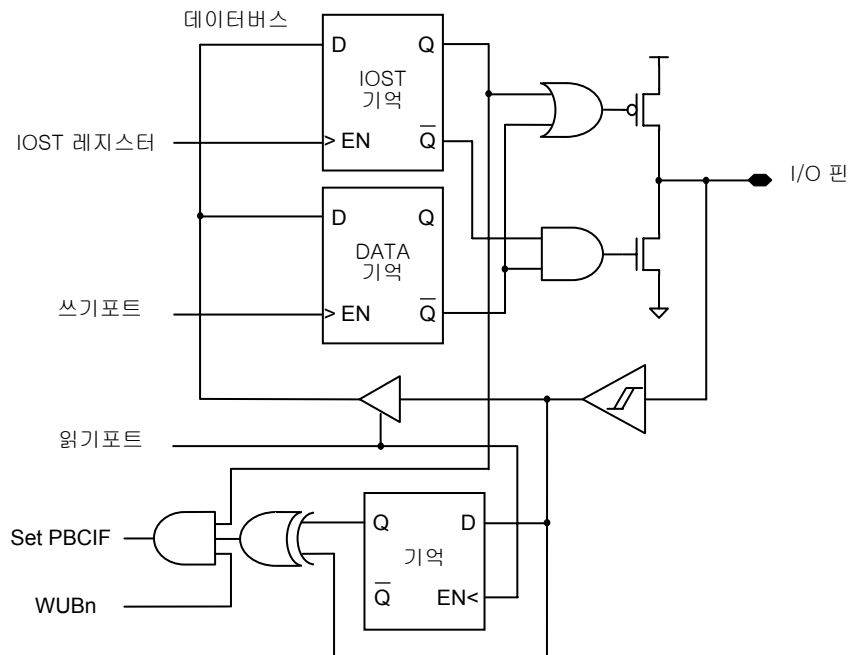 데이터버스
D Q
IOST
기억
IOST 레지스터
> EN Q̅
I/O 핀
D Q
DATA
기억
쓰기포트
> EN Q̅
읽기포트
Q D
Set PBCIF
기억
Q̅ EN<
WUBn